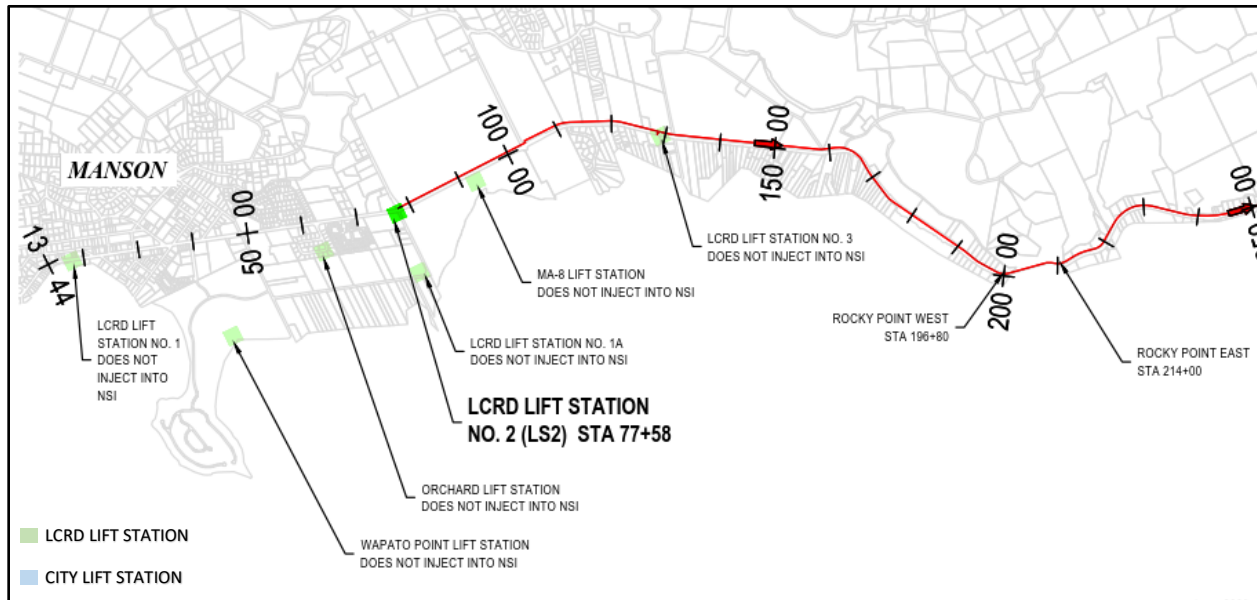 MANSON
13
44
50
00
100
00
150
00
200
00
00
LCRD LIFT
STATION NO. 1
DOES NOT
INJECT INTO
NSI
MA-8 LIFT STATION
DOES NOT INJECT INTO NSI
LCRD LIFT STATION NO. 3
DOES NOT INJECT INTO NSI
LCRD LIFT STATION NO. 1A
DOES NOT INJECT INTO NSI
ROCKY POINT WEST
STA 196+80
ROCKY POINT EAST
STA 214+00
LCRD LIFT STATION
NO. 2 (LS2) STA 77+58
ORCHARD LIFT STATION
DOES NOT INJECT INTO NSI
WAPATO POINT LIFT STATION
DOES NOT INJECT INTO NSI
LCRD LIFT STATION
CITY LIFT STATION